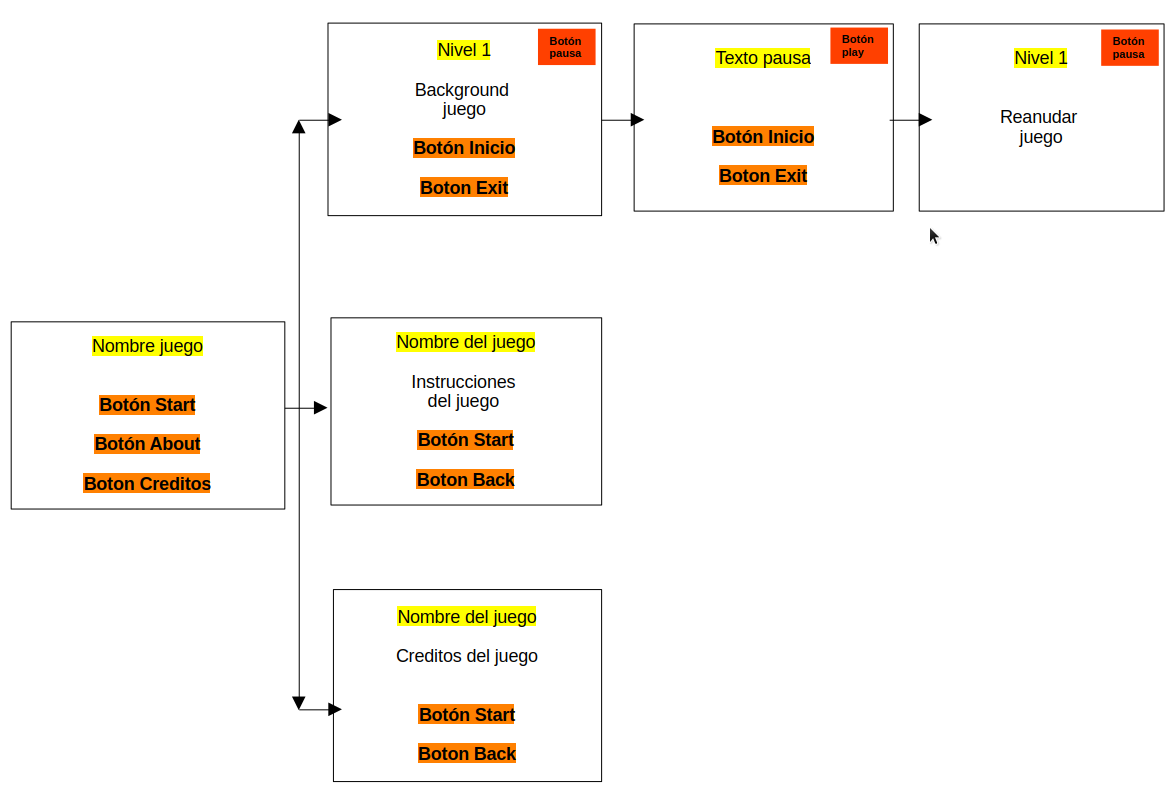 Nivel 1
Botón
pausa
Background
juego
Botón Inicio
Boton Exit
Texto pausa
Botón
play
Botón Inicio
Boton Exit
Nivel 1
Botón
pausa
Reanudar
juego
Nombre juego
Botón Start
Botón About
Boton Creditos
Nombre del juego
Instrucciones
del juego
Botón Start
Boton Back
Nombre del juego
Creditos del juego
Botón Start
Boton Back